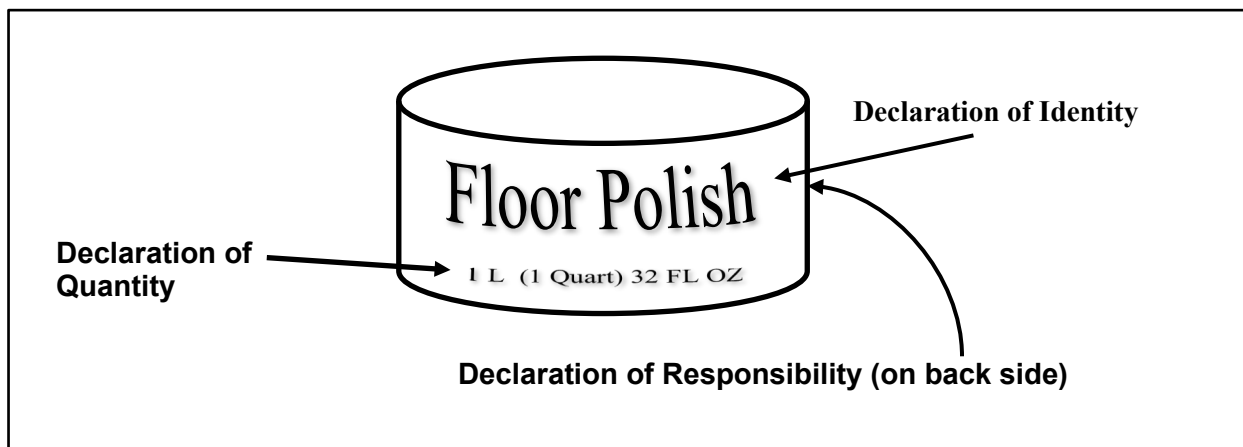 Declaration of Identity
Floor Polish
Declaration of
Quantity
1 L (1 Quart) 32 FL OZ
Declaration of Responsibility (on back side)